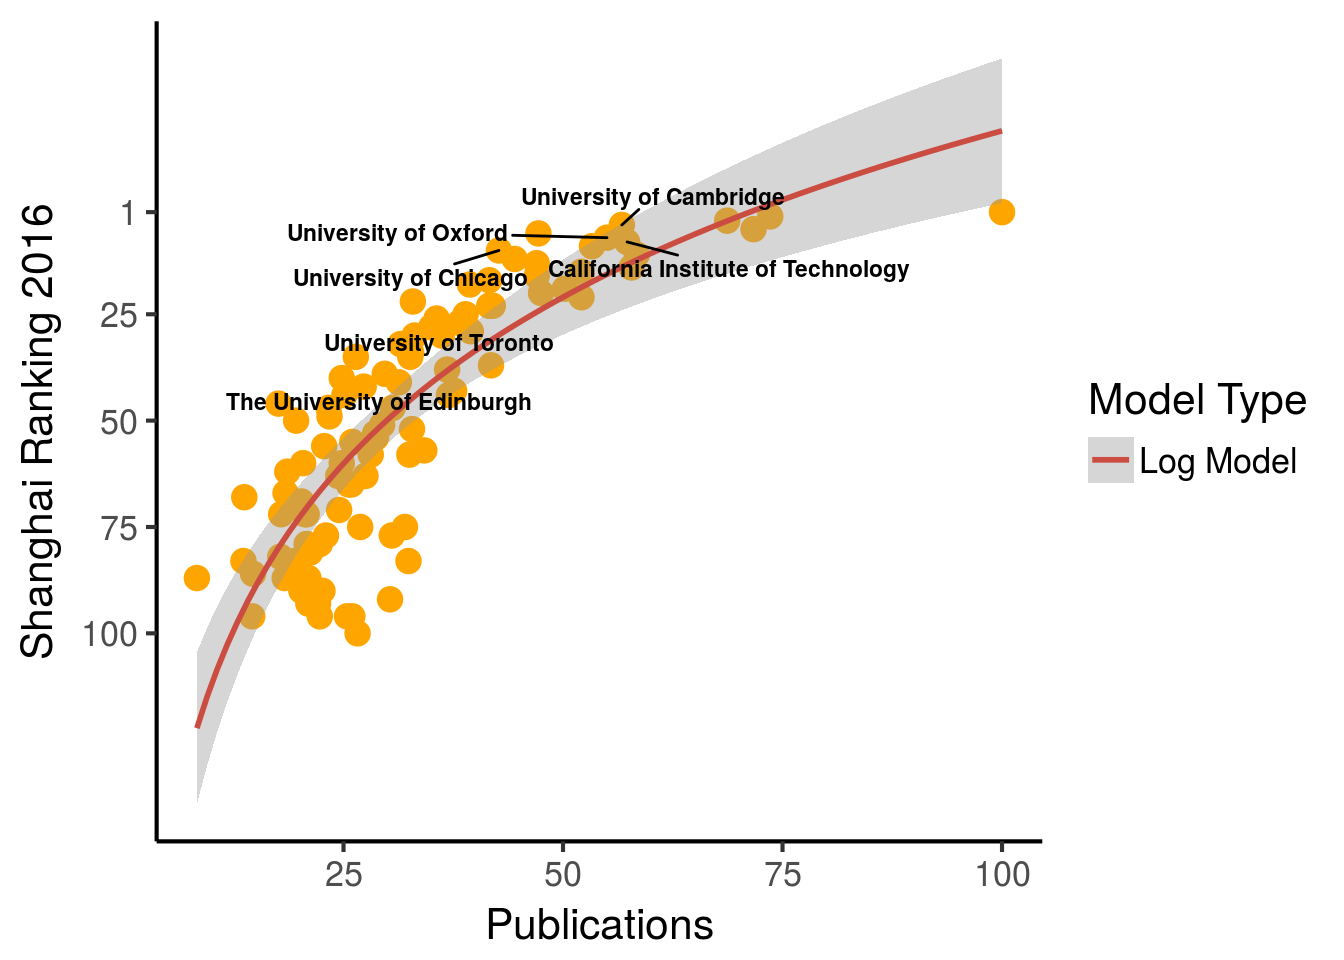 Shanghai Ranking 2016
1
25
50
75
100
University of Cambridge
University of Oxford
University of Chicago
California Institute of Technology
University of Toronto
The University of Edinburgh
25
50
75
100
Publications
Model Type
Log Model